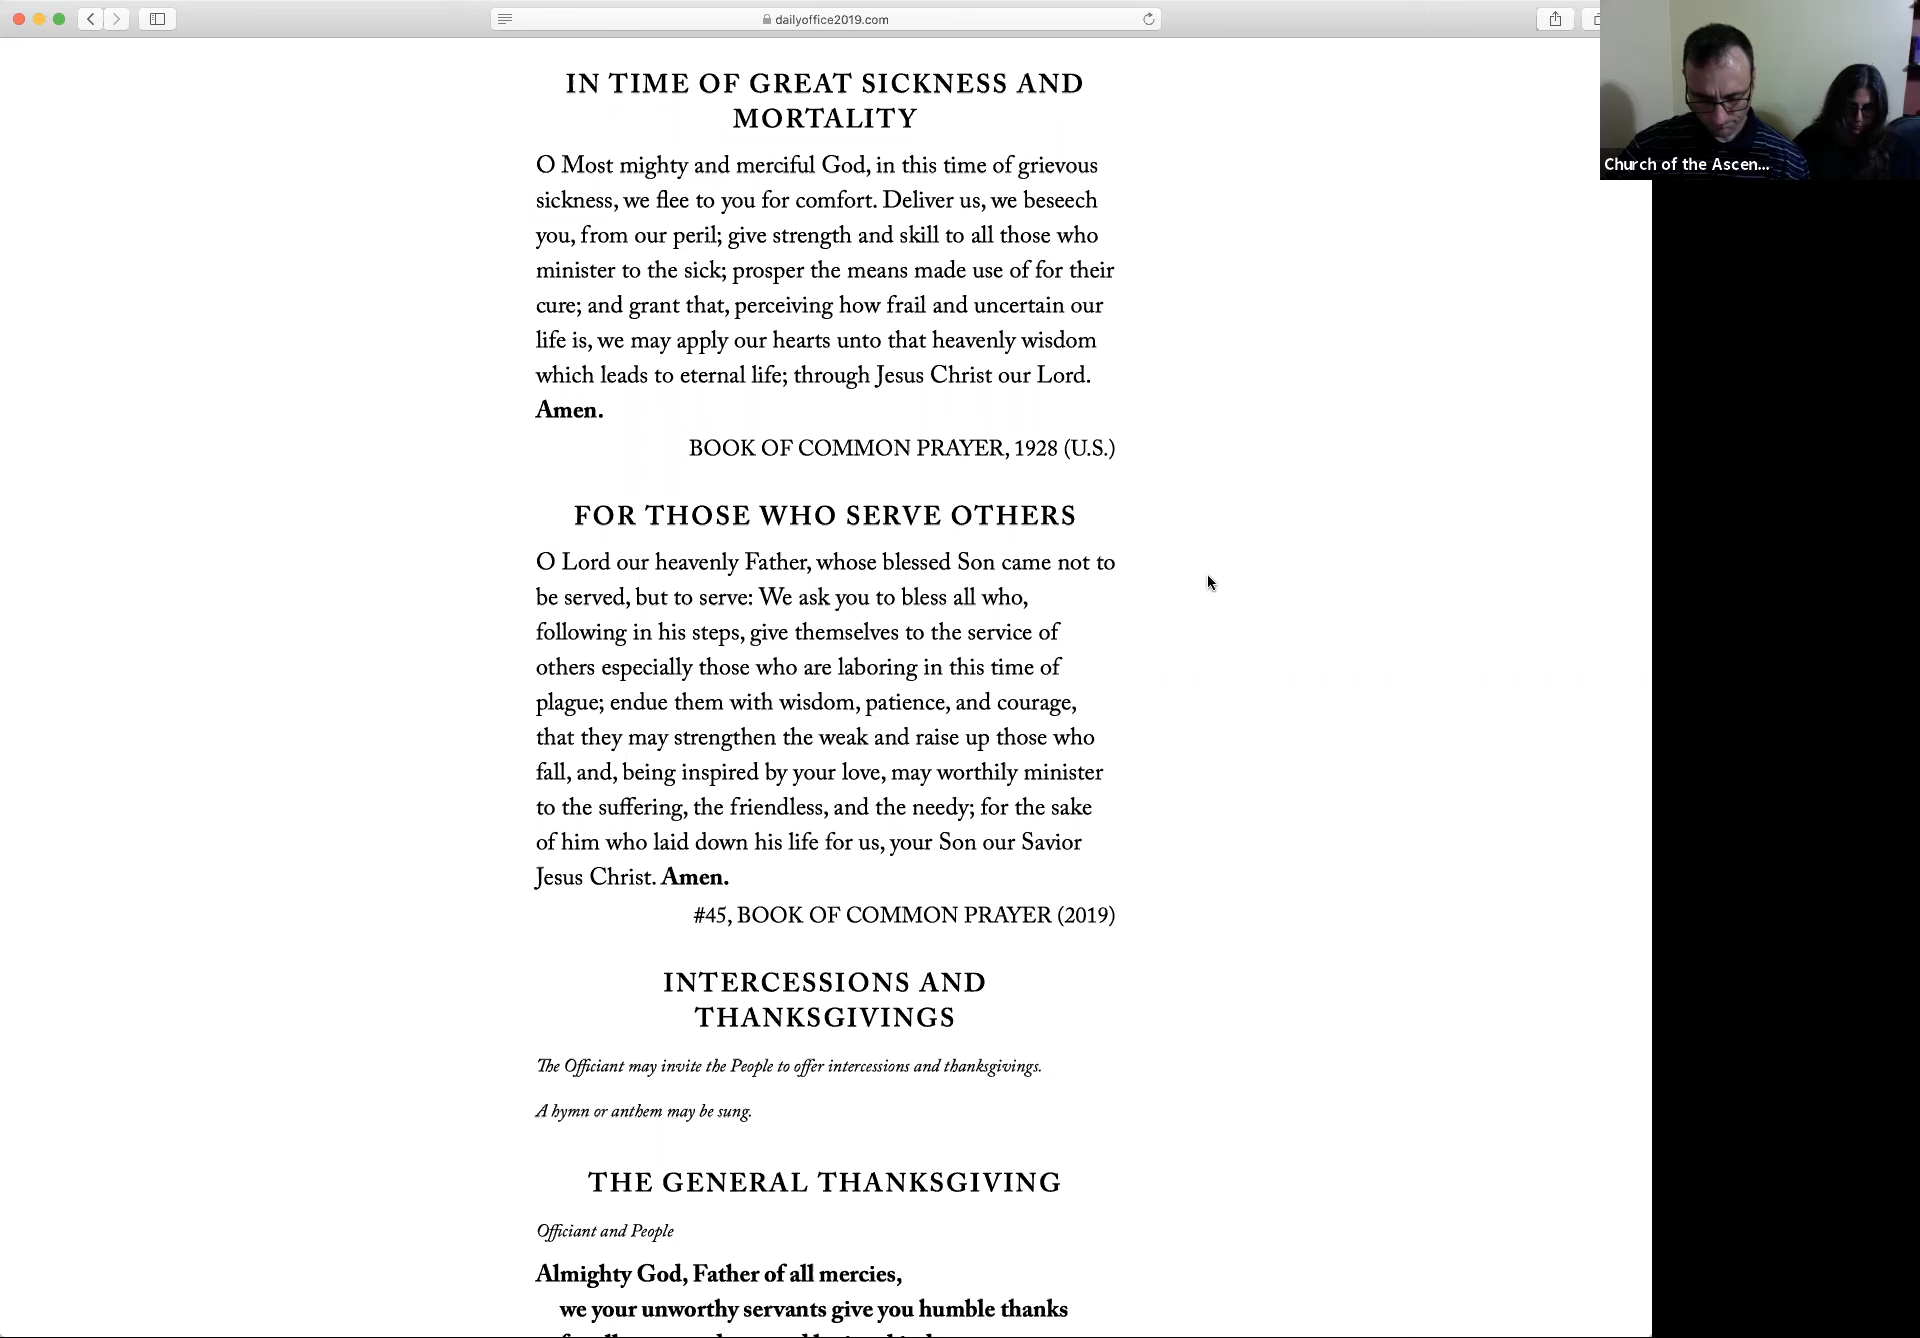 dailyoffice2019.com
IN TIME OF GREAT SICKNESS AND
MORTALITY
O Most mighty and merciful God, in this time of grievous
sickness, we flee to you for comfort. Deliver us, we beseech
you, from our peril; give strength and skill to all those who
minister to the sick; prosper the means made use of for their
cure; and grant that, perceiving how frail and uncertain our
life is, we may apply our hearts unto that heavenly wisdom
which leads to eternal life; through Jesus Christ our Lord.
Amen.
BOOK OF COMMON PRAYER, 1928 (U.S.)
FOR THOSE WHO SERVE OTHERS
O Lord our heavenly Father, whose blessed Son came not to
be served, but to serve: We ask you to bless all who,
following in his steps, give themselves to the service of
others especially those who are laboring in this time of
plague; endue them with wisdom, patience, and courage,
that they may strengthen the weak and raise up those who
fall, and, being inspired by your love, may worthily minister
to the suffering, the friendless, and the needy; for the sake
of him who laid down his life for us, your Son our Savior
Jesus Christ. Amen.
#45, BOOK OF COMMON PRAYER (2019)
INTERCESSIONS AND
THANKSGIVINGS
The Officiant may invite the People to offer intercessions and thanksgivings.
A hymn or anthem may be sung.
THE GENERAL THANKSGIVING
Officiant and People
Almighty God, Father of all mercies,
we your unworthy servants give you humble thanks
Church of the Ascen...